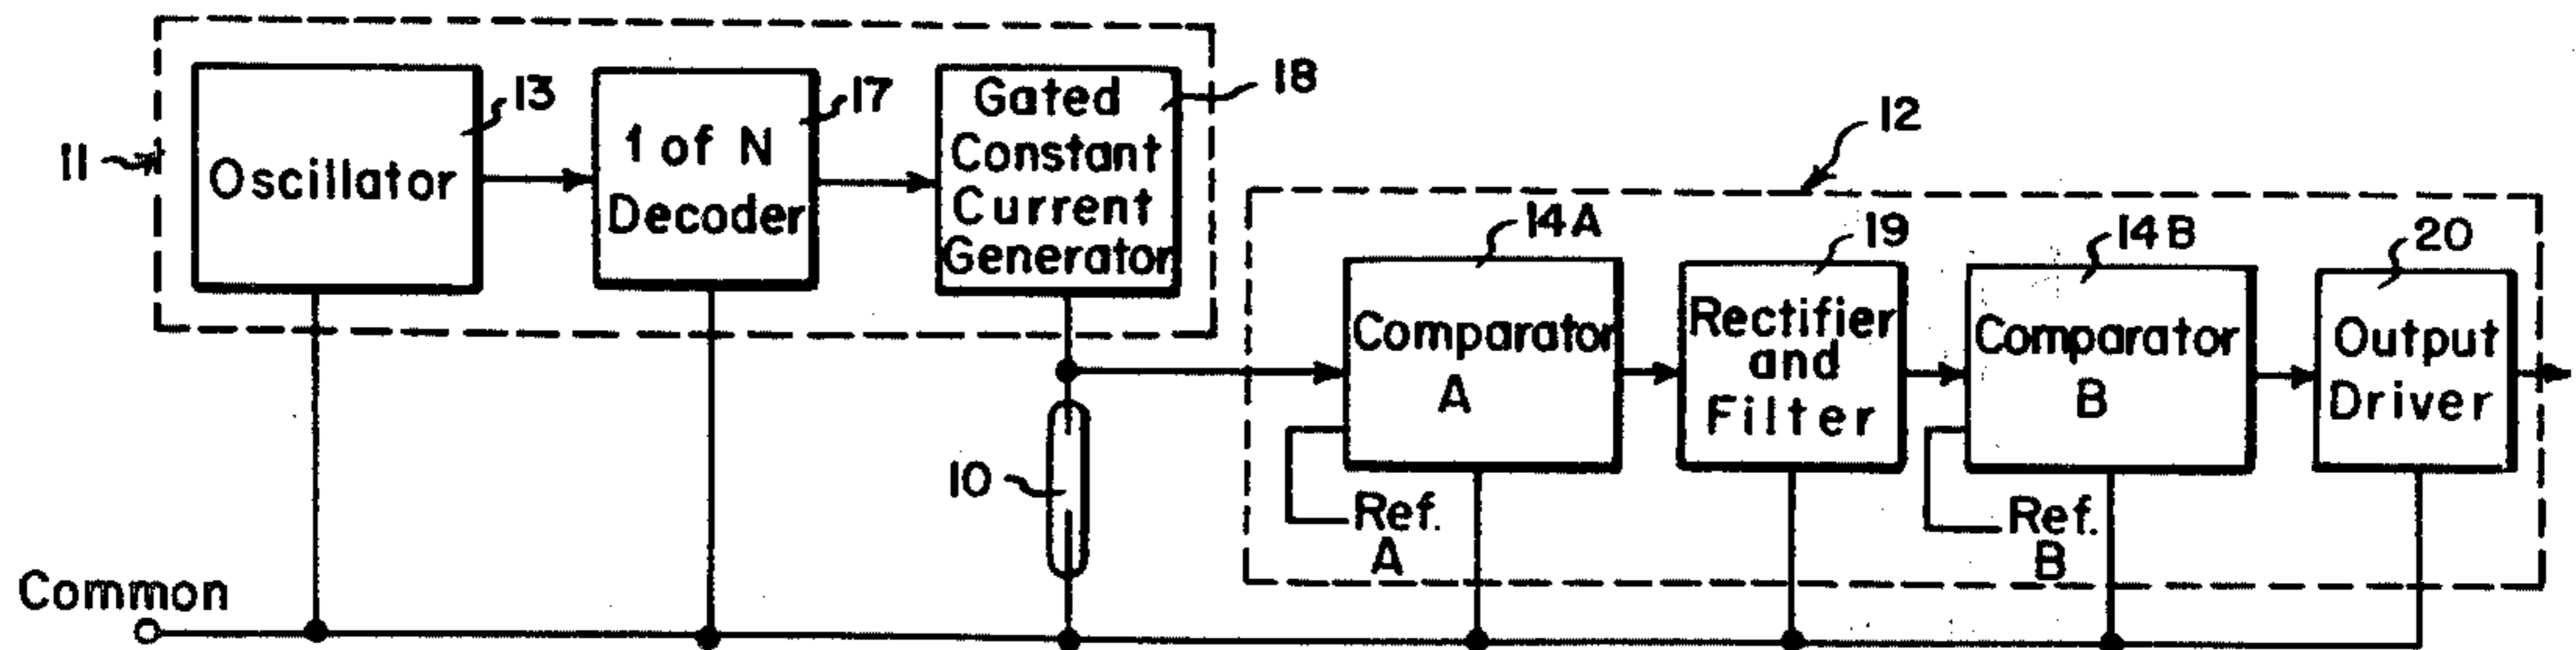 11
Oscillator
13
1 of N
Decoder
17
Gated
Constant
Current
Generator
18
12
10
Comparator
A
14A
Ref.
A
Rectifier
and
Filter
19
Comparator
B
14B
Ref.
B
Output
Driver
20
Common